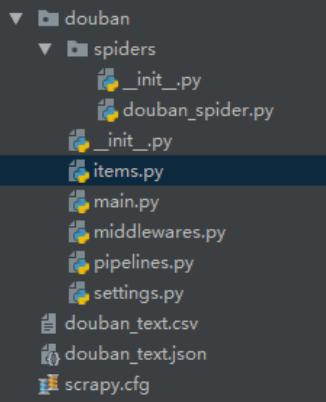 douban
spiders
__init__.py
douban_spider.py
__init__.py
items.py
main.py
middlewares.py
pipelines.py
settings.py
douban_text.csv
douban_text.json
scrapy.cfg